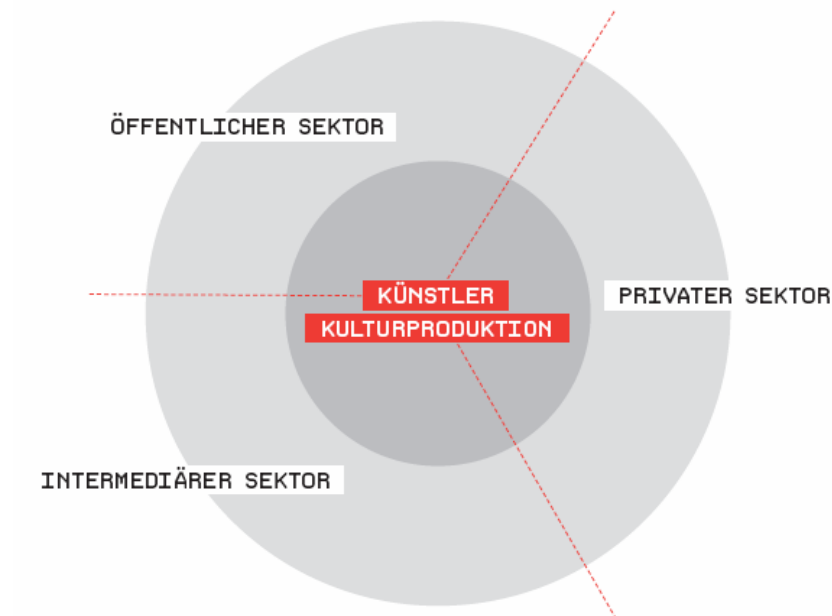 ÖFFENTLICHER SEKTOR
KÜNSTLER
KULTURPRODUKTION
PRIVATER SEKTOR
INTERMEDIÄRER SEKTOR